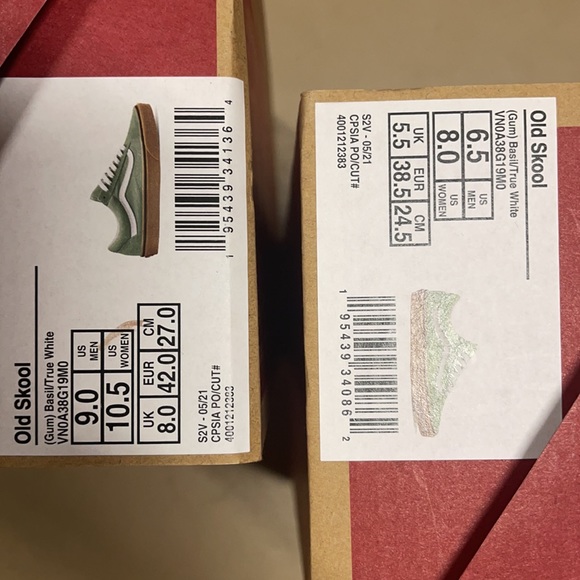 Old Skool
(Gum) Basil/True White
VN0A38G19M0
9.0 US MEN
10.5 US WOMEN
UK EUR CM
8.0 42.0 27.0
S2V - 05/21
CPSIA PO/CUT#
4001212383
1 95439 34136 4
Old Skool
(Gum) Basil/True White
VN0A38G19M0
6.5 US MEN
8.0 US WOMEN
UK EUR CM
5.5 38.5 24.5
S2V - 05/21
CPSIA PO/CUT#
4001212383
1 95439 34086 2